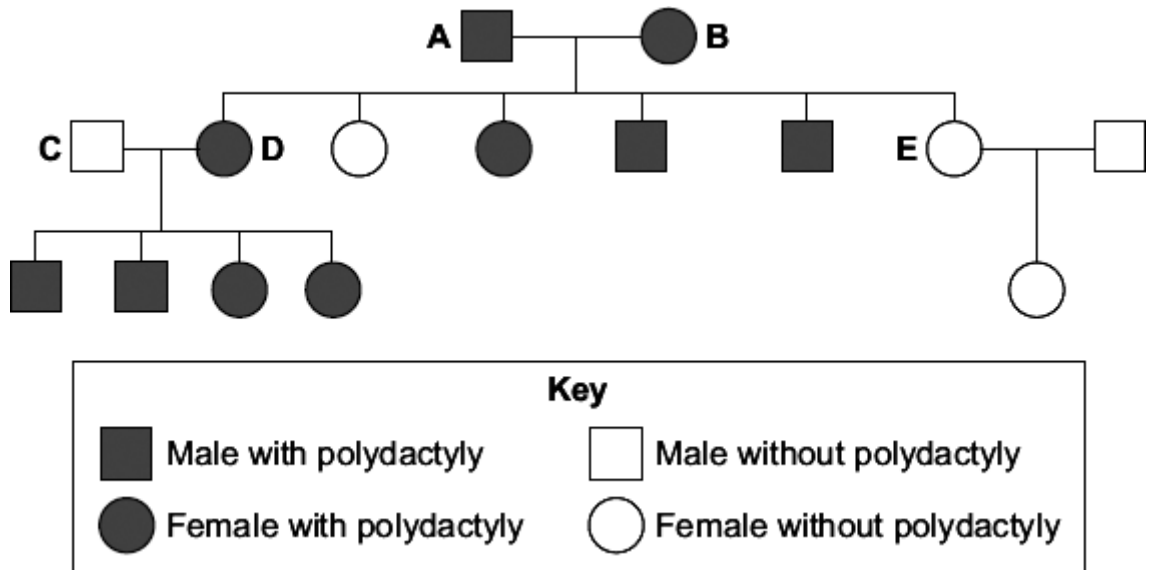 A B
C D E
Key
Male with polydactyly Male without polydactyly
Female with polydactyly Female without polydactyly